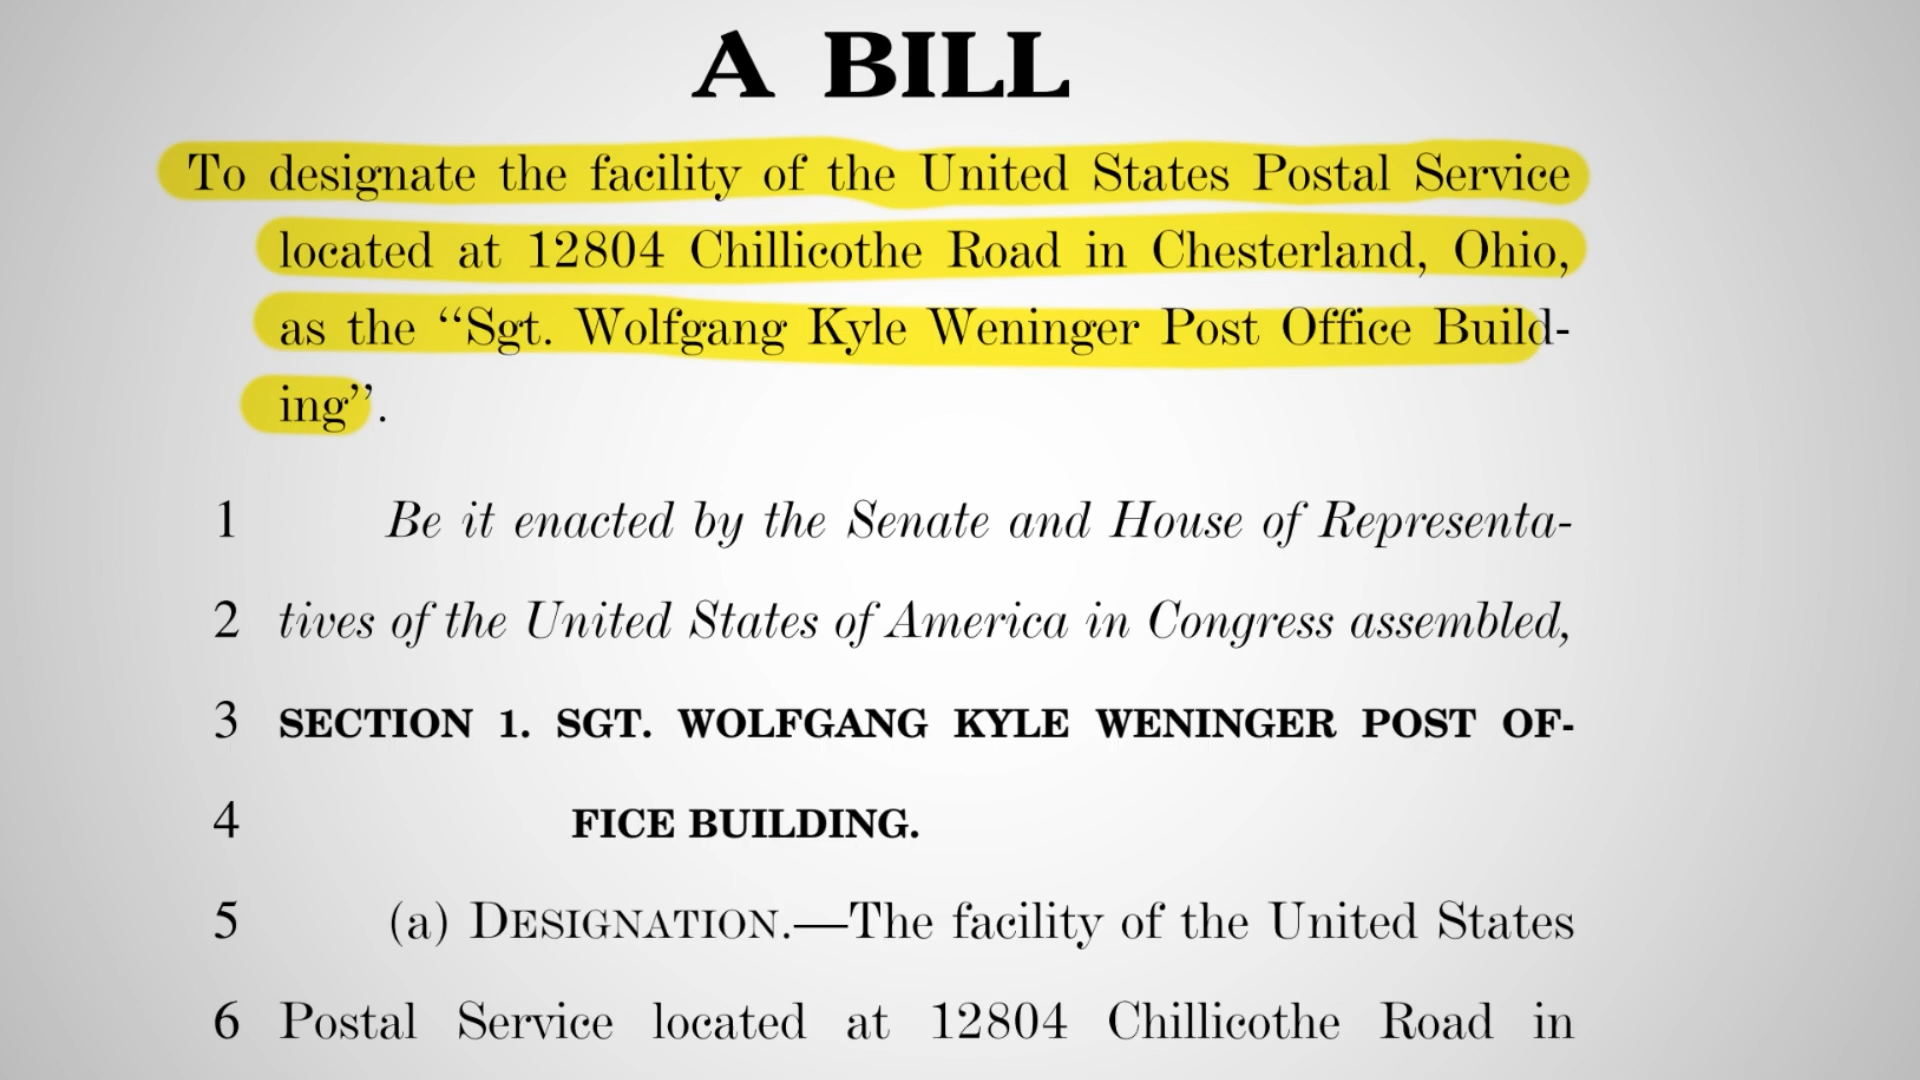 A BILL
To designate the facility of the United States Postal Service
located at 12804 Chillicothe Road in Chesterland, Ohio,
as the ‘‘Sgt. Wolfgang Kyle Weninger Post Office Build-
ing’’.
1 Be it enacted by the Senate and House of Representa-
2 tives of the United States of America in Congress assembled,
3 SECTION 1. SGT. WOLFGANG KYLE WENINGER POST OF-
4 FICE BUILDING.
5 (a) DESIGNATION.—The facility of the United States
6 Postal Service located at 12804 Chillicothe Road in